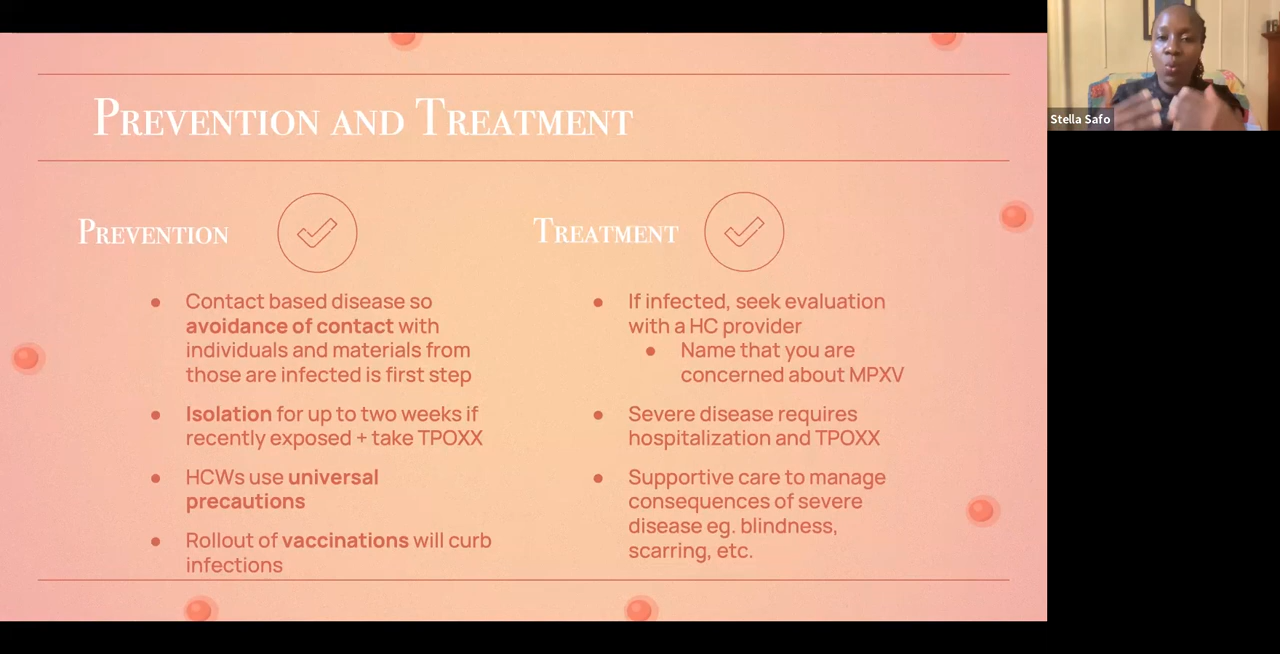 Prevention and Treatment
Prevention
Contact based disease so
avoidance of contact with
individuals and materials from
those are infected is first step
Isolation for up to two weeks if
recently exposed + take TPOXX
HCWs use universal
precautions
Rollout of vaccinations will curb
infections
Treatment
If infected, seek evaluation
with a HC provider
Name that you are
concerned about MPXV
Severe disease requires
hospitalization and TPOXX
Supportive care to manage
consequences of severe
disease eg. blindness,
scarring, etc.
Stella Safo